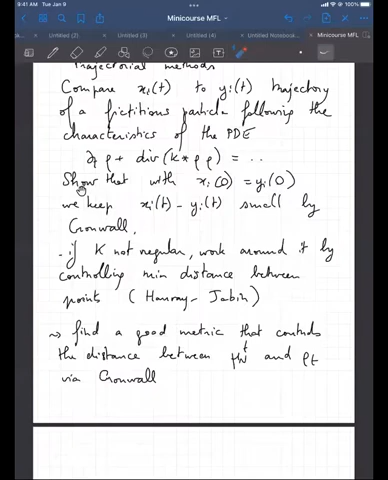 9:41 AM Tue Jan 9
100%
Minicourse MFL
Untitled (2)
Untitled (3)
Untitled (4)
Untitled Notebook...
Minicourse MFL
Trajectorial methods
Compare xᵢ(t) to yᵢ(t) trajectory
of a fictitious particle following the
characteristics of the PDE
∂ₜρ + div(K*ρ ρ) = ..
Show that with xᵢ(0) = yᵢ(0)
we keep xᵢ(t) - yᵢ(t) small by
Gronwall.
- if K not regular, work around it by
controlling min distance between
points (Hauray - Jabin)
~> find a good metric that controls
the distance between μₙᵗ and ρₜ
via Gronwall